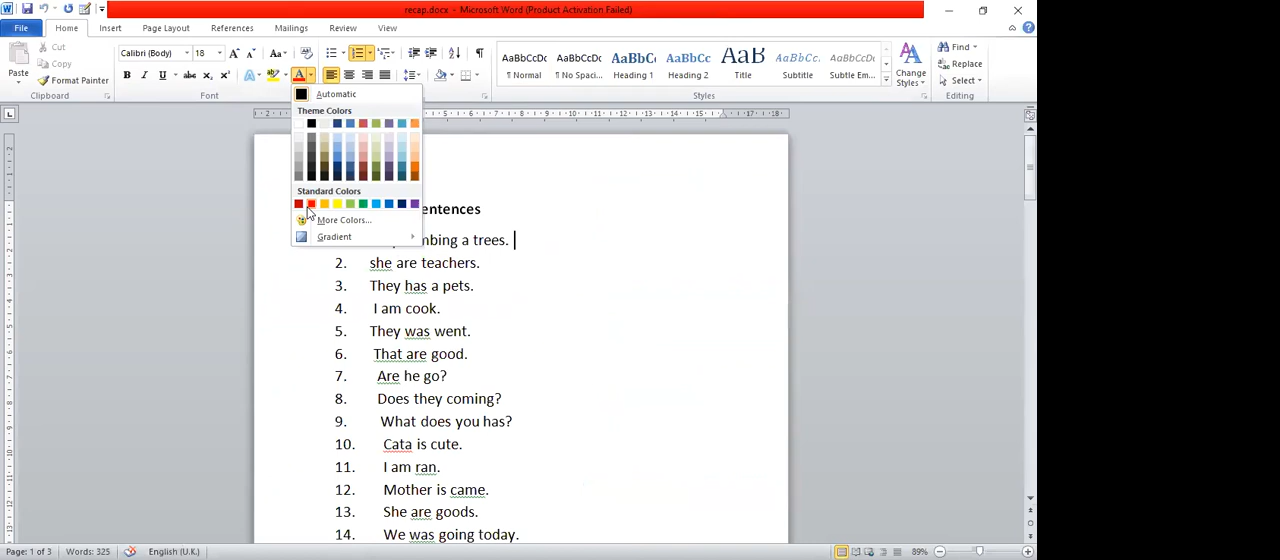 recap.docx - Microsoft Word (Product Activation Failed)
File Home Insert Page Layout References Mailings Review View
Cut
Copy
Format Painter
Paste
Clipboard
Calibri (Body) 18
Font
AaBbCcDc AaBbCcDc AaBbCc AaBbCc AaB AaBbCc. AaBbCcDc
¶ Normal ¶ No Spaci... Heading 1 Heading 2 Title Subtitle Subtle Em...
Styles
Change Styles
Find
Replace
Select
Editing
Automatic
Theme Colors
Standard Colors
More Colors...
Gradient
entences
mbing a trees.
2. she are teachers.
3. They has a pets.
4. I am cook.
5. They was went.
6. That are good.
7. Are he go?
8. Does they coming?
9. What does you has?
10. Cata is cute.
11. I am ran.
12. Mother is came.
13. She are goods.
14. We was going today.
Page: 1 of 3 Words: 325 English (U.K.) 89%